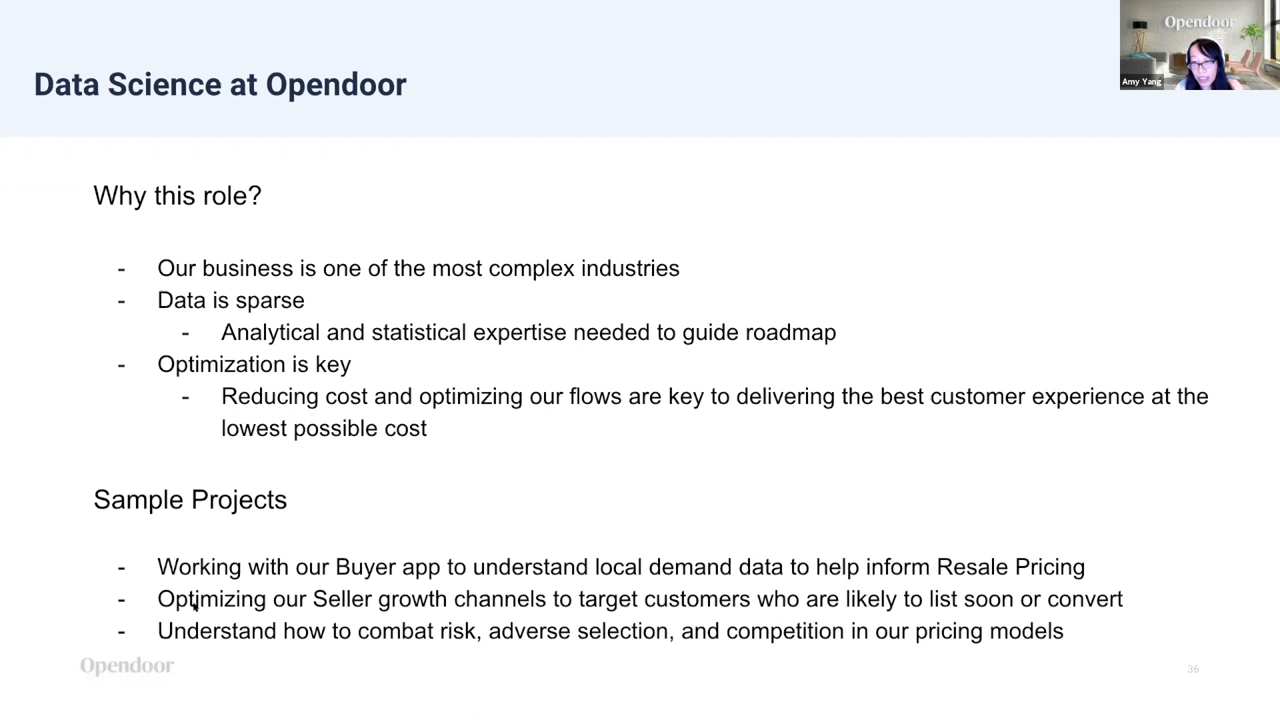 Opendoor
Amy Yang
Data Science at Opendoor
Why this role?
- Our business is one of the most complex industries
- Data is sparse
- Analytical and statistical expertise needed to guide roadmap
- Optimization is key
- Reducing cost and optimizing our flows are key to delivering the best customer experience at the
lowest possible cost
Sample Projects
- Working with our Buyer app to understand local demand data to help inform Resale Pricing
- Optimizing our Seller growth channels to target customers who are likely to list soon or convert
- Understand how to combat risk, adverse selection, and competition in our pricing models
Opendoor
36